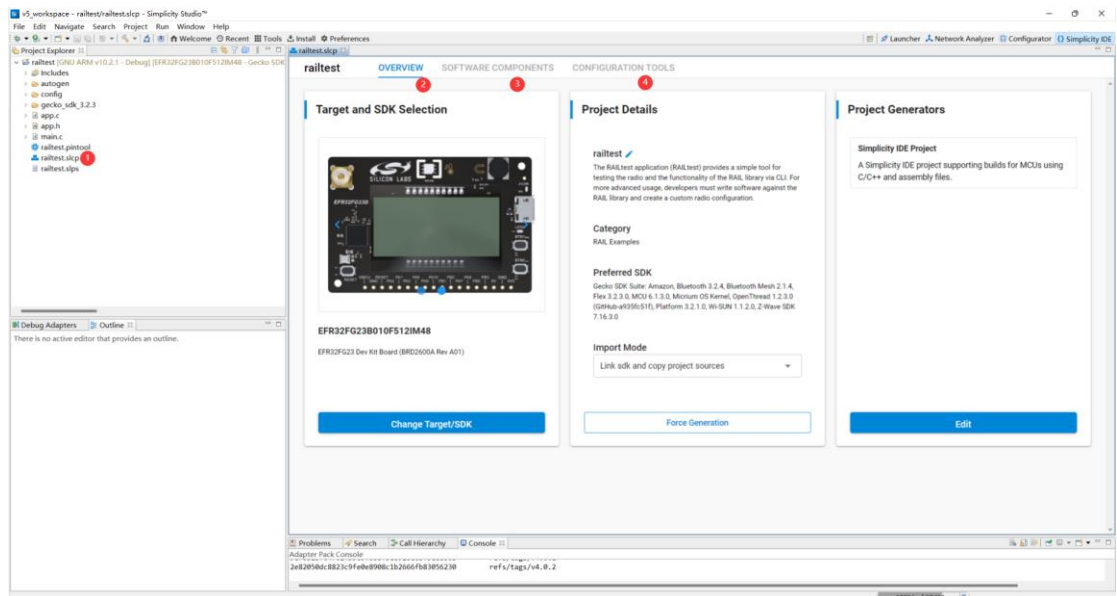 v5_workspace - railtest/railtest.slcp - Simplicity Studio™
File Edit Navigate Search Project Run Window Help
Welcome Recent Tools Install Preferences
Launcher Network Analyzer Configurator Simplicity IDE
Project Explorer
railtest [GNU ARM v10.2.1 - Debug] [EFR32FG23B010F512IM48 - Gecko SDK
Includes
autogen
config
gecko_sdk_3.2.3
app.c
app.h
main.c
railtest.pintool
railtest.slcp 1
railtest.slps
Debug Adapters Outline
There is no active editor that provides an outline.
railtest.slcp
railtest OVERVIEW SOFTWARE COMPONENTS CONFIGURATION TOOLS
2 3 4
Target and SDK Selection
SILICON LABS
EFR32FG23B010F512IM48
EFR32FG23 Dev Kit Board (BRD2600A Rev A01)
Change Target/SDK
Project Details
railtest
The RAILtest application (RAILtest) provides a simple tool for
testing the radio and the functionality of the RAIL library via CLI. For
more advanced usage, developers must write software against the
RAIL library and create a custom radio configuration.
Category
RAIL Examples
Preferred SDK
Gecko SDK Suite: Amazon, Bluetooth 3.2.4, Bluetooth Mesh 2.1.4,
Flex 3.2.3.0, MCU 6.1.3.0, Micrium OS Kernel, OpenThread 1.2.3.0
(GitHub-a935fc51f), Platform 3.2.1.0, Wi-SUN 1.1.2.0, Z-Wave SDK
7.16.3.0
Import Mode
Link sdk and copy project sources
Force Generation
Project Generators
Simplicity IDE Project
A Simplicity IDE project supporting builds for MCUs using
C/C++ and assembly files.
Edit
Problems Search Call Hierarchy Console
Adapter Pack Console
2e82050dc8823c9fe0e8908c1b2666fb83056230 refs/tags/v4.0.2